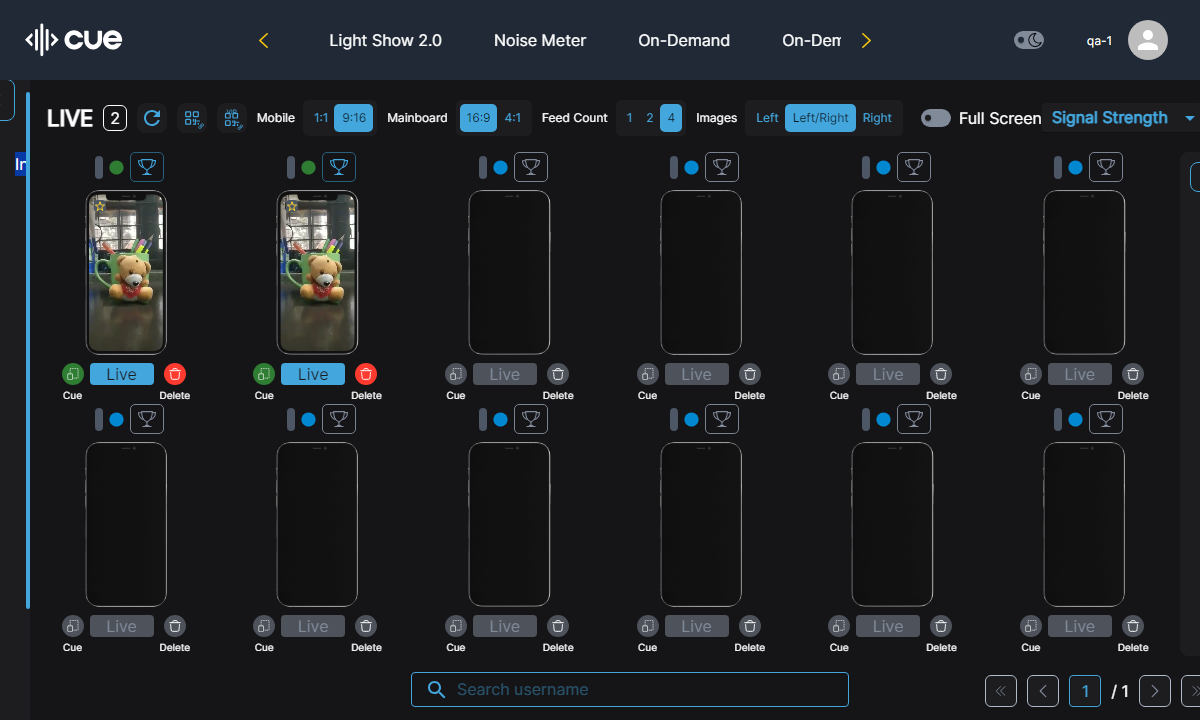 cue
Light Show 2.0 Noise Meter On-Demand On-Dem
qa-1
LIVE 2 Mobile 1:1 9:16 Mainboard 16:9 4:1 Feed Count 1 2 4 Images Left Left/Right Right Full Screen Signal Strength
In
Live Live Live Live Live Live
Cue Delete Cue Delete Cue Delete Cue Delete Cue Delete Cue Delete
Live Live Live Live Live Live
Cue Delete Cue Delete Cue Delete Cue Delete Cue Delete Cue Delete
Search username
1 / 1